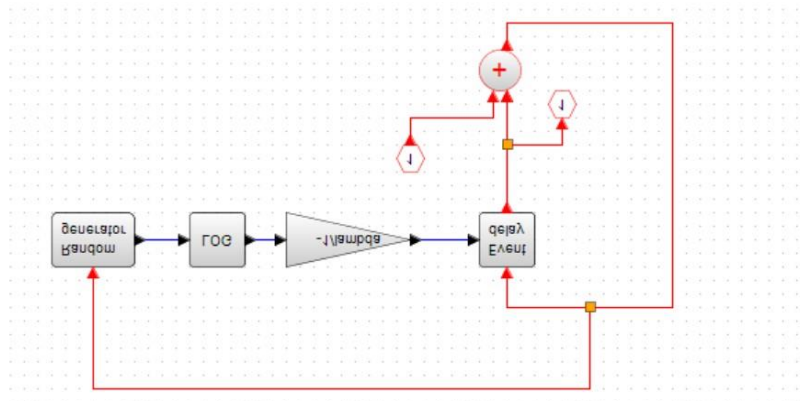 Random
generator
LOG
-1/lambda
Event
delay
1
1
+